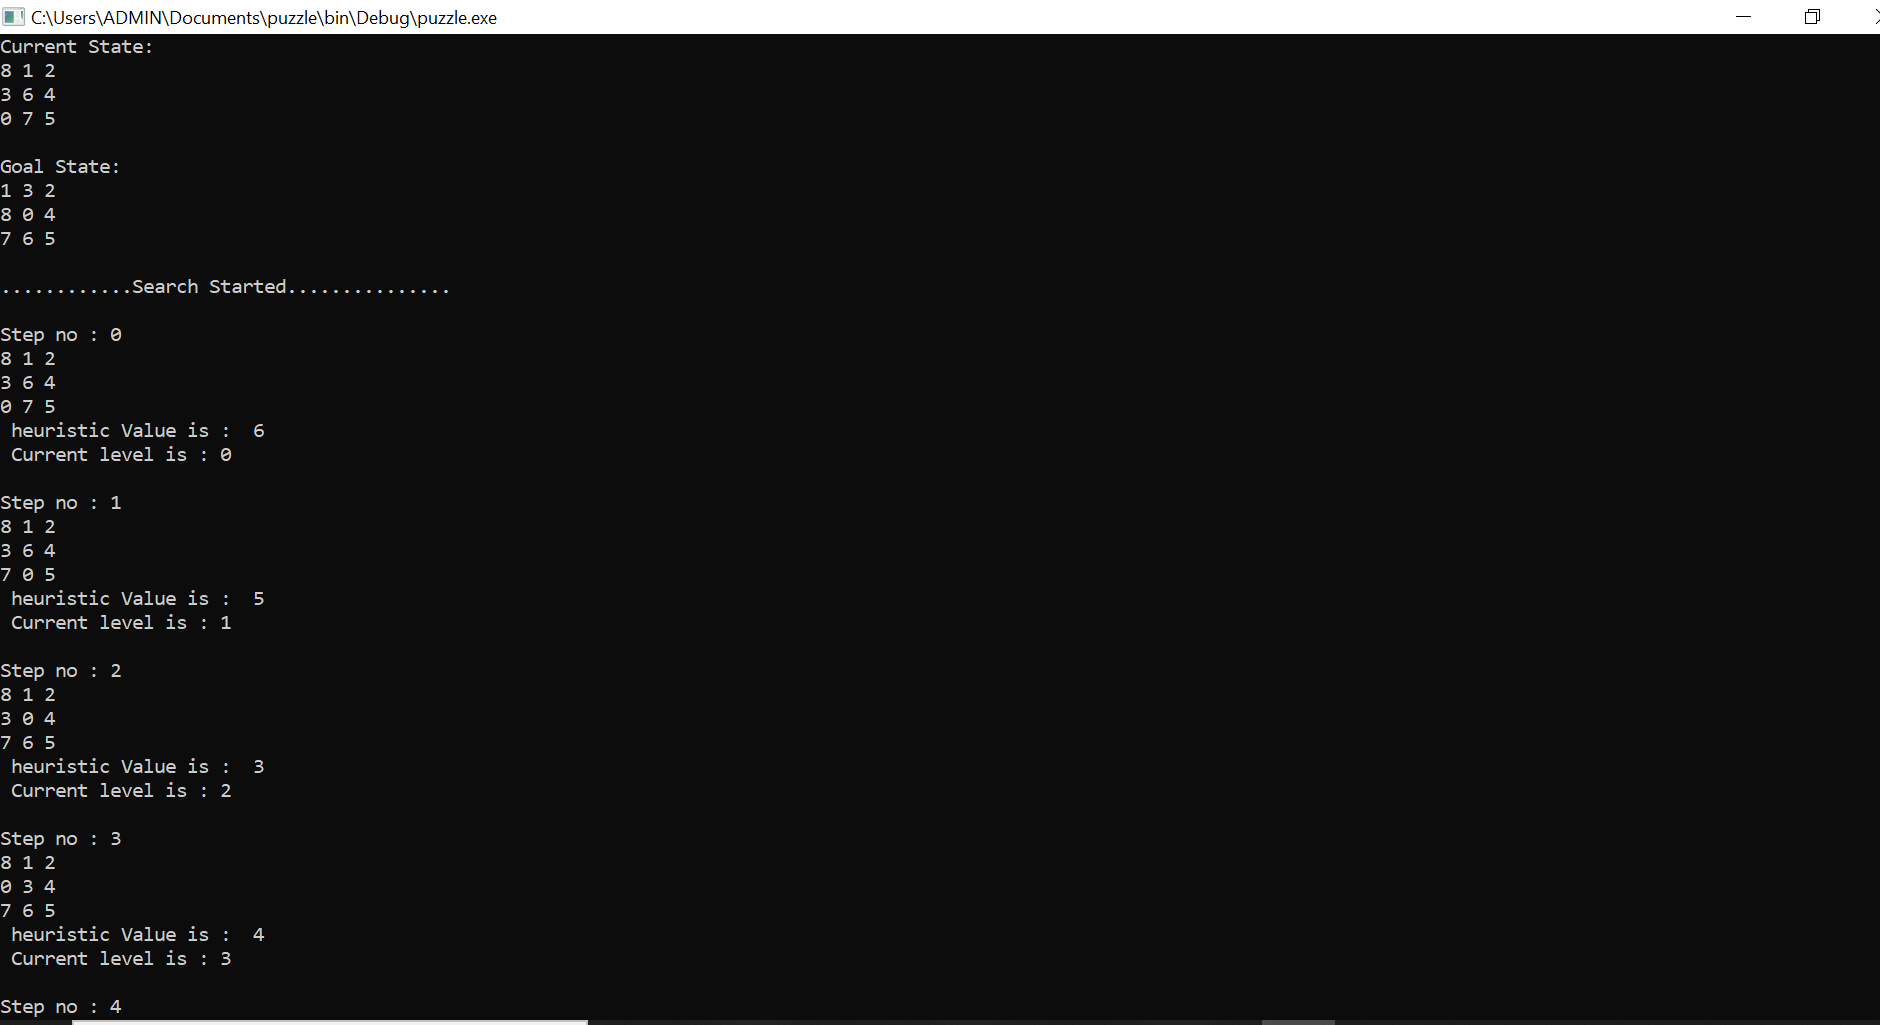 C:\Users\ADMIN\Documents\puzzle\bin\Debug\puzzle.exe
Current State:
8 1 2
3 6 4
0 7 5
Goal State:
1 3 2
8 0 4
7 6 5
............Search Started...............
Step no : 0
8 1 2
3 6 4
0 7 5
heuristic Value is :  6
Current level is : 0
Step no : 1
8 1 2
3 6 4
7 0 5
heuristic Value is :  5
Current level is : 1
Step no : 2
8 1 2
3 0 4
7 6 5
heuristic Value is :  3
Current level is : 2
Step no : 3
8 1 2
0 3 4
7 6 5
heuristic Value is :  4
Current level is : 3
Step no : 4